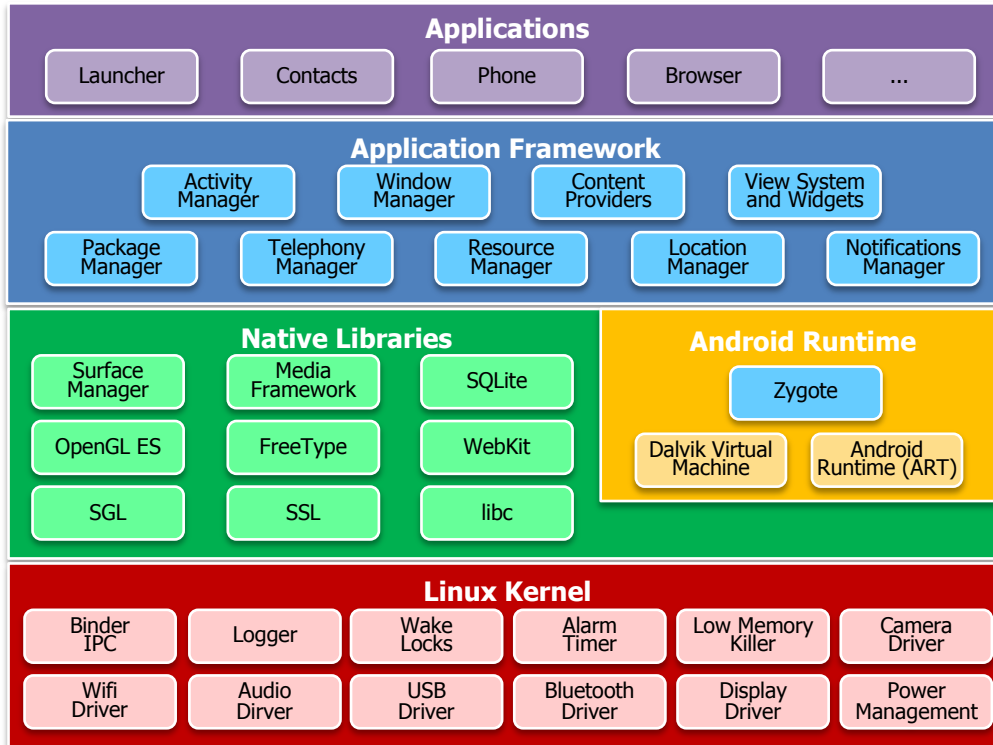 Applications
Launcher
Contacts
Phone
Browser
...
Application Framework
Activity
Manager
Window
Manager
Content
Providers
View System
and Widgets
Package
Manager
Telephony
Manager
Resource
Manager
Location
Manager
Notifications
Manager
Native Libraries
Surface
Manager
Media
Framework
SQLite
OpenGL ES
FreeType
WebKit
SGL
SSL
libc
Android Runtime
Zygote
Dalvik Virtual
Machine
Android
Runtime (ART)
Linux Kernel
Binder
IPC
Logger
Wake
Locks
Alarm
Timer
Low Memory
Killer
Camera
Driver
Wifi
Driver
Audio
Dirver
USB
Driver
Bluetooth
Driver
Display
Driver
Power
Management